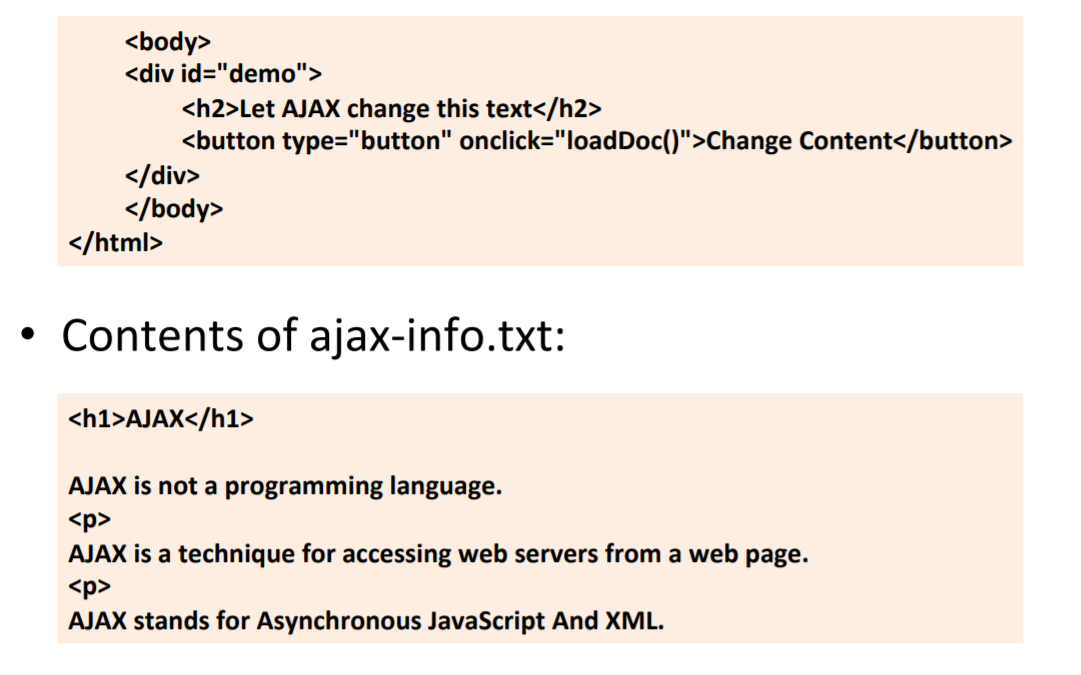 <body>
<div id="demo">
<h2>Let AJAX change this text</h2>
<button type="button" onclick="loadDoc()">Change Content</button>
</div>
</body>
</html>
• Contents of ajax-info.txt:
<h1>AJAX</h1>
AJAX is not a programming language.
<p>
AJAX is a technique for accessing web servers from a web page.
<p>
AJAX stands for Asynchronous JavaScript And XML.